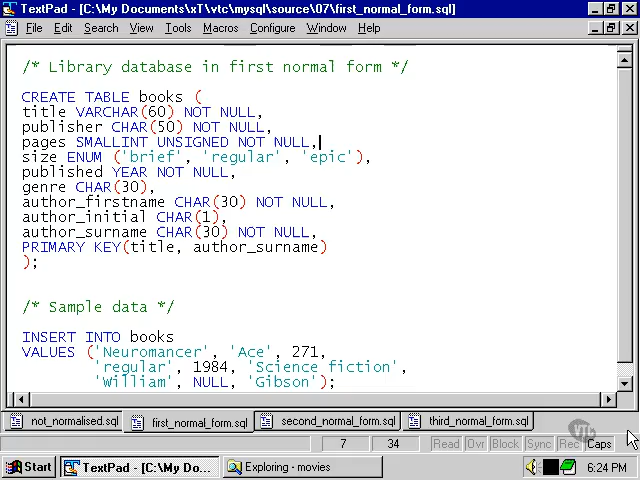 TextPad - [C:\My Documents\xT\vtc\mysql\source\07\first_normal_form.sql]
File Edit Search View Tools Macros Configure Window Help
/* Library database in first normal form */
CREATE TABLE books (
title VARCHAR(60) NOT NULL,
publisher CHAR(50) NOT NULL,
pages SMALLINT UNSIGNED NOT NULL,
size ENUM ('brief', 'regular', 'epic'),
published YEAR NOT NULL,
genre CHAR(30),
author_firstname CHAR(30) NOT NULL,
author_initial CHAR(1),
author_surname CHAR(30) NOT NULL,
PRIMARY KEY(title, author_surname)
);
/* Sample data */
INSERT INTO books
VALUES ('Neuromancer', 'Ace', 271,
'regular', 1984, 'Science fiction',
'William', NULL, 'Gibson');
not_normalised.sql first_normal_form.sql second_normal_form.sql third_normal_form.sql
VTC
7 34 Read Ovr Block Sync Rec Caps
Start TextPad - [C:\My Do... Exploring - movies 6:24 PM